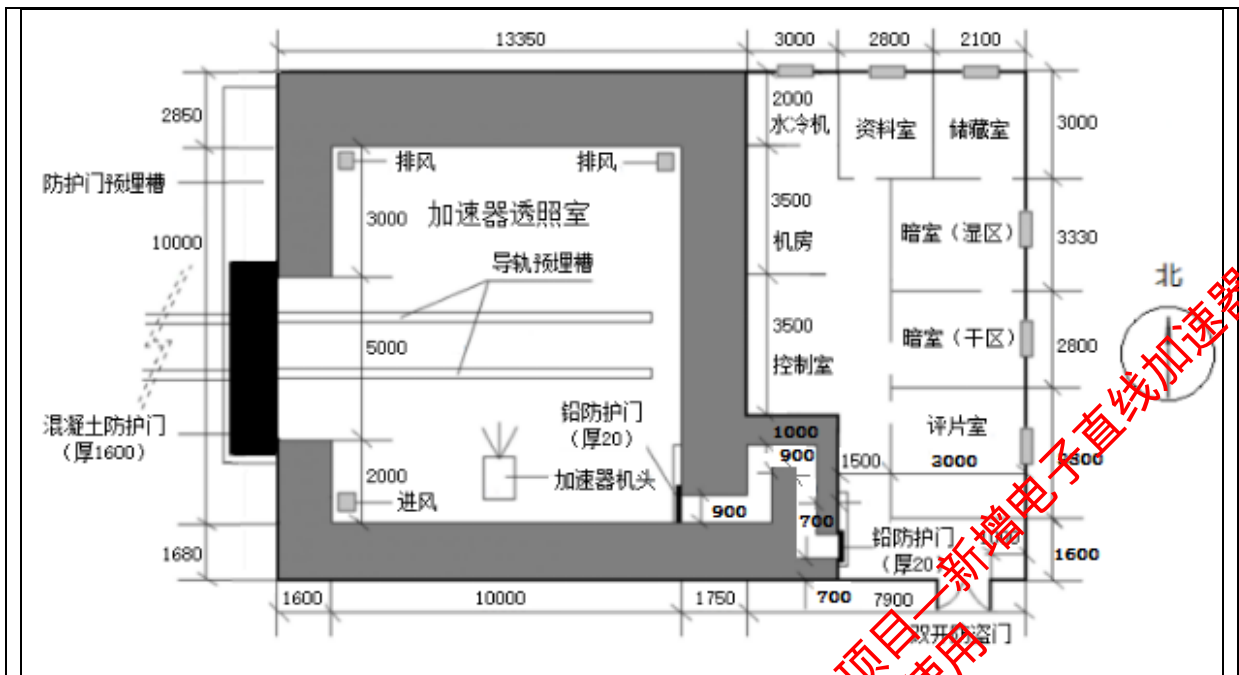 13350
3000
2800
2100
2850
2000
水冷机
资料室
储藏室
3000
排风
排风
防护门预埋槽
3000
加速器透照室
3500
机房
暗室（湿区）
3330
10000
导轨预埋槽
北
5000
3500
控制室
暗室（干区）
2800
混凝土防护门
（厚1600）
铅防护门
（厚20）
1000
900
评片室
1500
3000
2000
加速器机头
进风
900
700
铅防护门
（厚20
1680
1600
1600
10000
1750
700
7900
双开防盗门
项目—新增电子直线加速器
使用